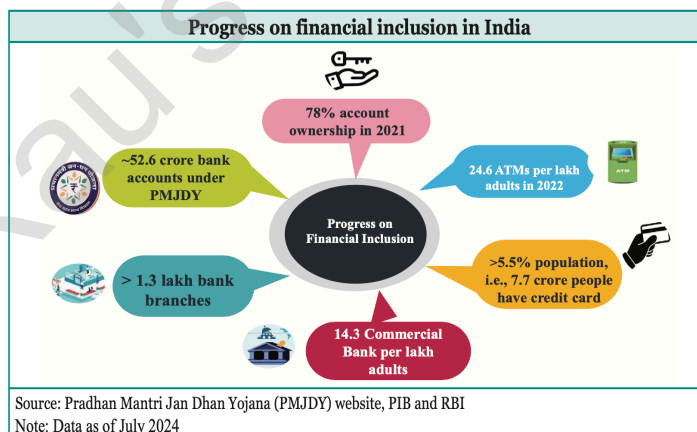 Progress on financial inclusion in India
78% account
ownership in 2021
~52.6 crore bank
accounts under
PMJDY
24.6 ATMs per lakh
adults in 2022
ATM
Progress on
Financial Inclusion
> 1.3 lakh bank
branches
>5.5% population,
i.e., 7.7 crore people
have credit card
14.3 Commercial
Bank per lakh
adults
Source: Pradhan Mantri Jan Dhan Yojana (PMJDY) website, PIB and RBI
Note: Data as of July 2024